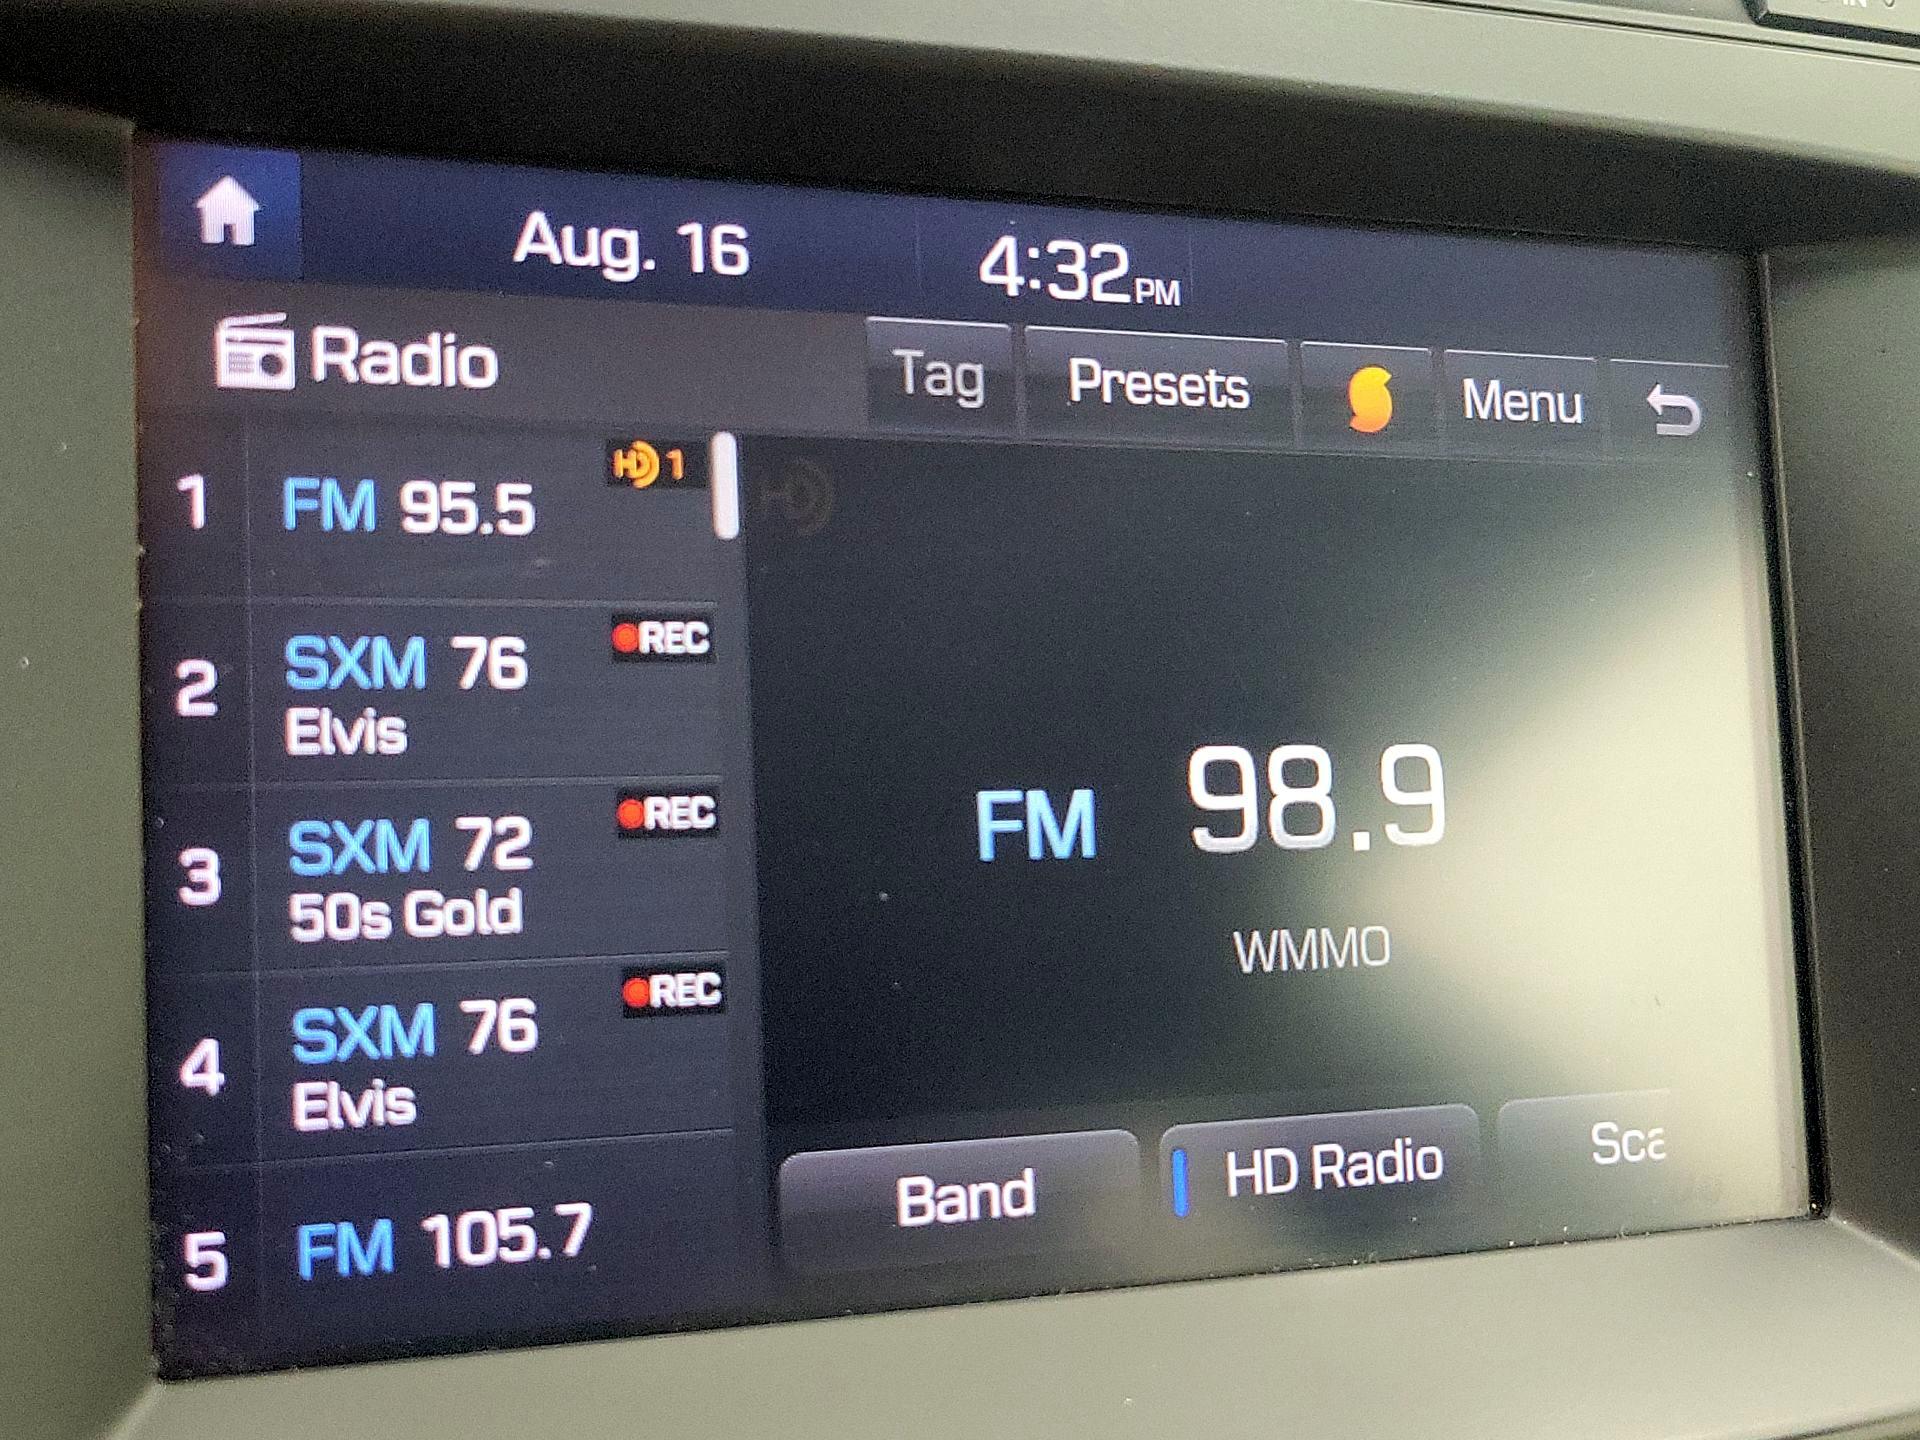 Aug. 16 4:32PM
Radio Tag Presets Menu
1 FM 95.5 HD 1
2 SXM 76 REC
Elvis
3 SXM 72 REC
50s Gold
4 SXM 76 REC
Elvis
5 FM 105.7
HD
FM 98.9
WMMO
Band HD Radio Sca